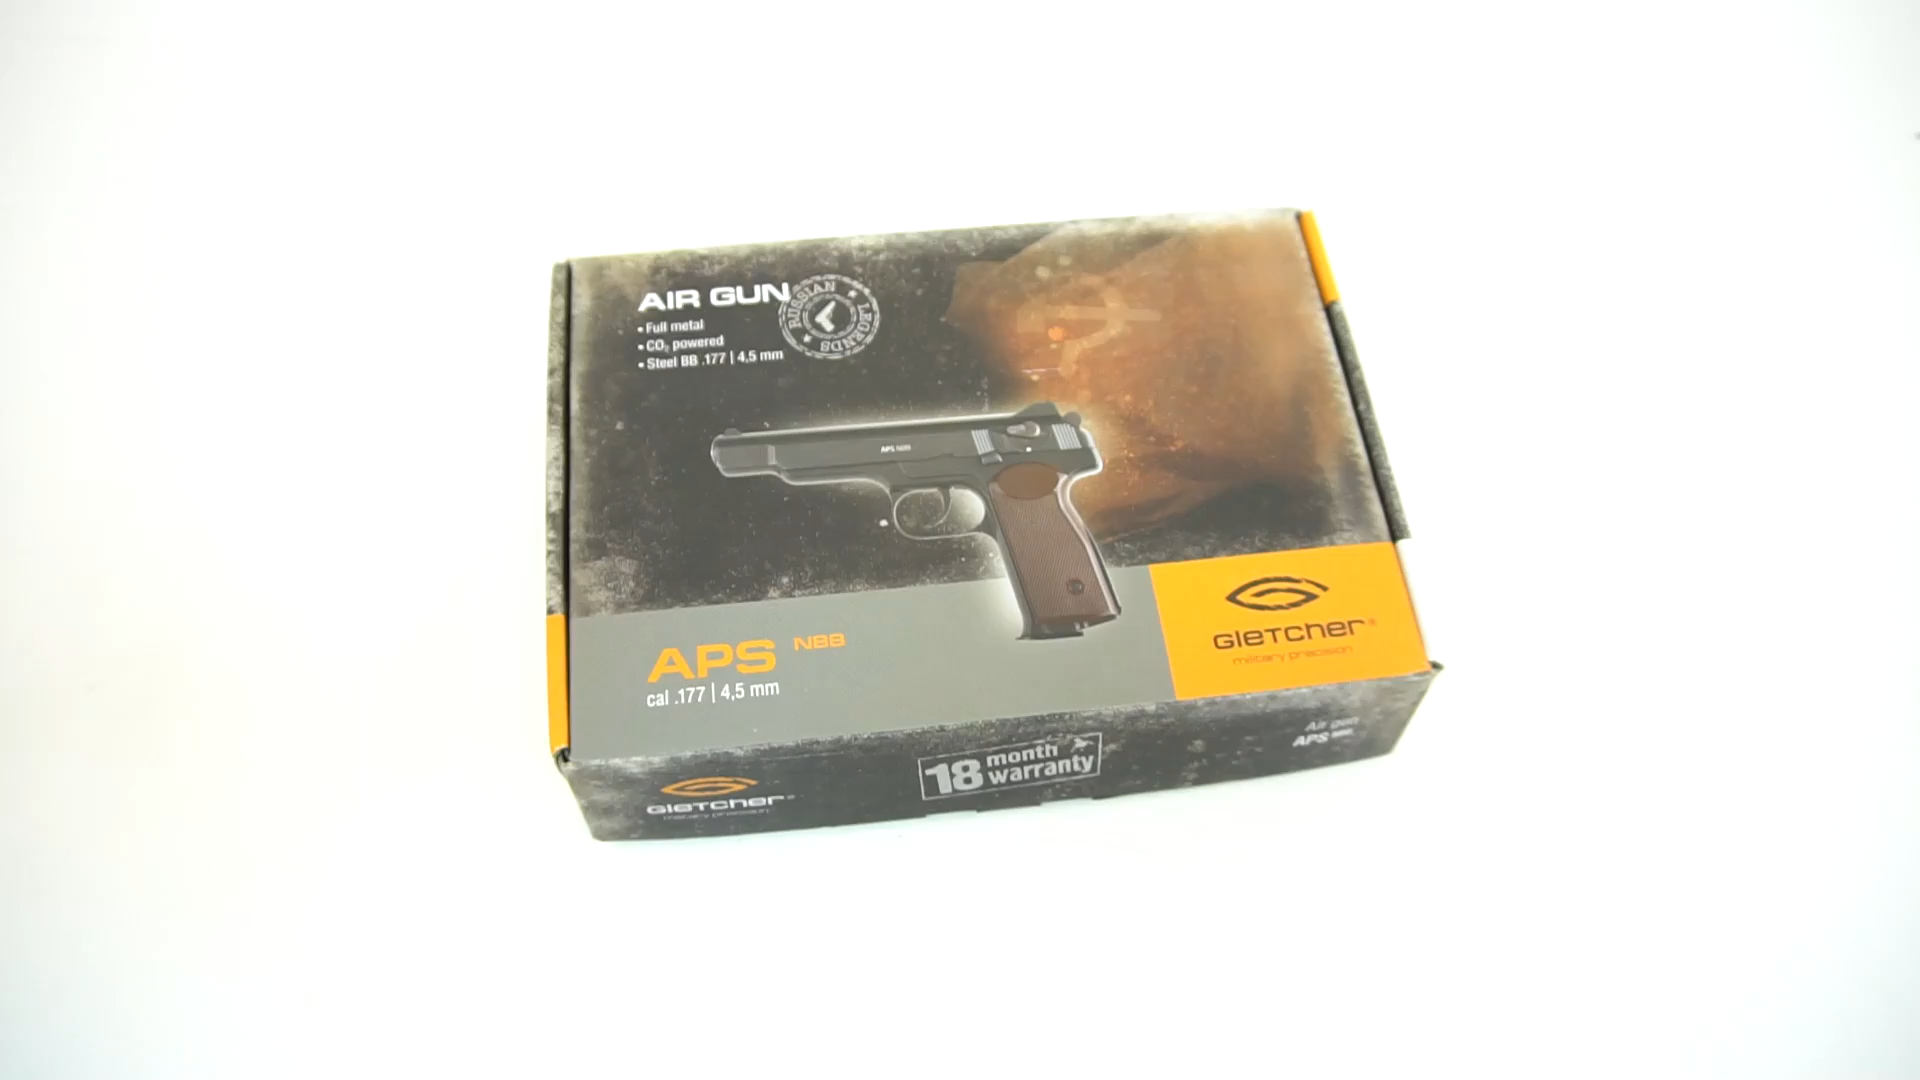 AIR GUN
RUSSIAN ★ LEGENDS ★
• Full metal
• CO₂ powered
• Steel BB .177 | 4,5 mm
APS
APS NBB
cal .177 | 4,5 mm
GLETCHER®
military precision
GLETCHER®
military precision
18 month
warranty
Air gun
APS